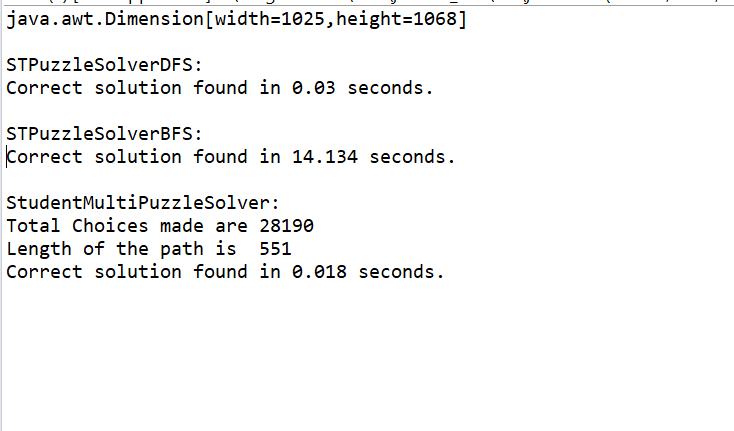 java.awt.Dimension[width=1025,height=1068]
STPuzzleSolverDFS:
Correct solution found in 0.03 seconds.
STPuzzleSolverBFS:
Correct solution found in 14.134 seconds.
StudentMultiPuzzleSolver:
Total Choices made are 28190
Length of the path is  551
Correct solution found in 0.018 seconds.